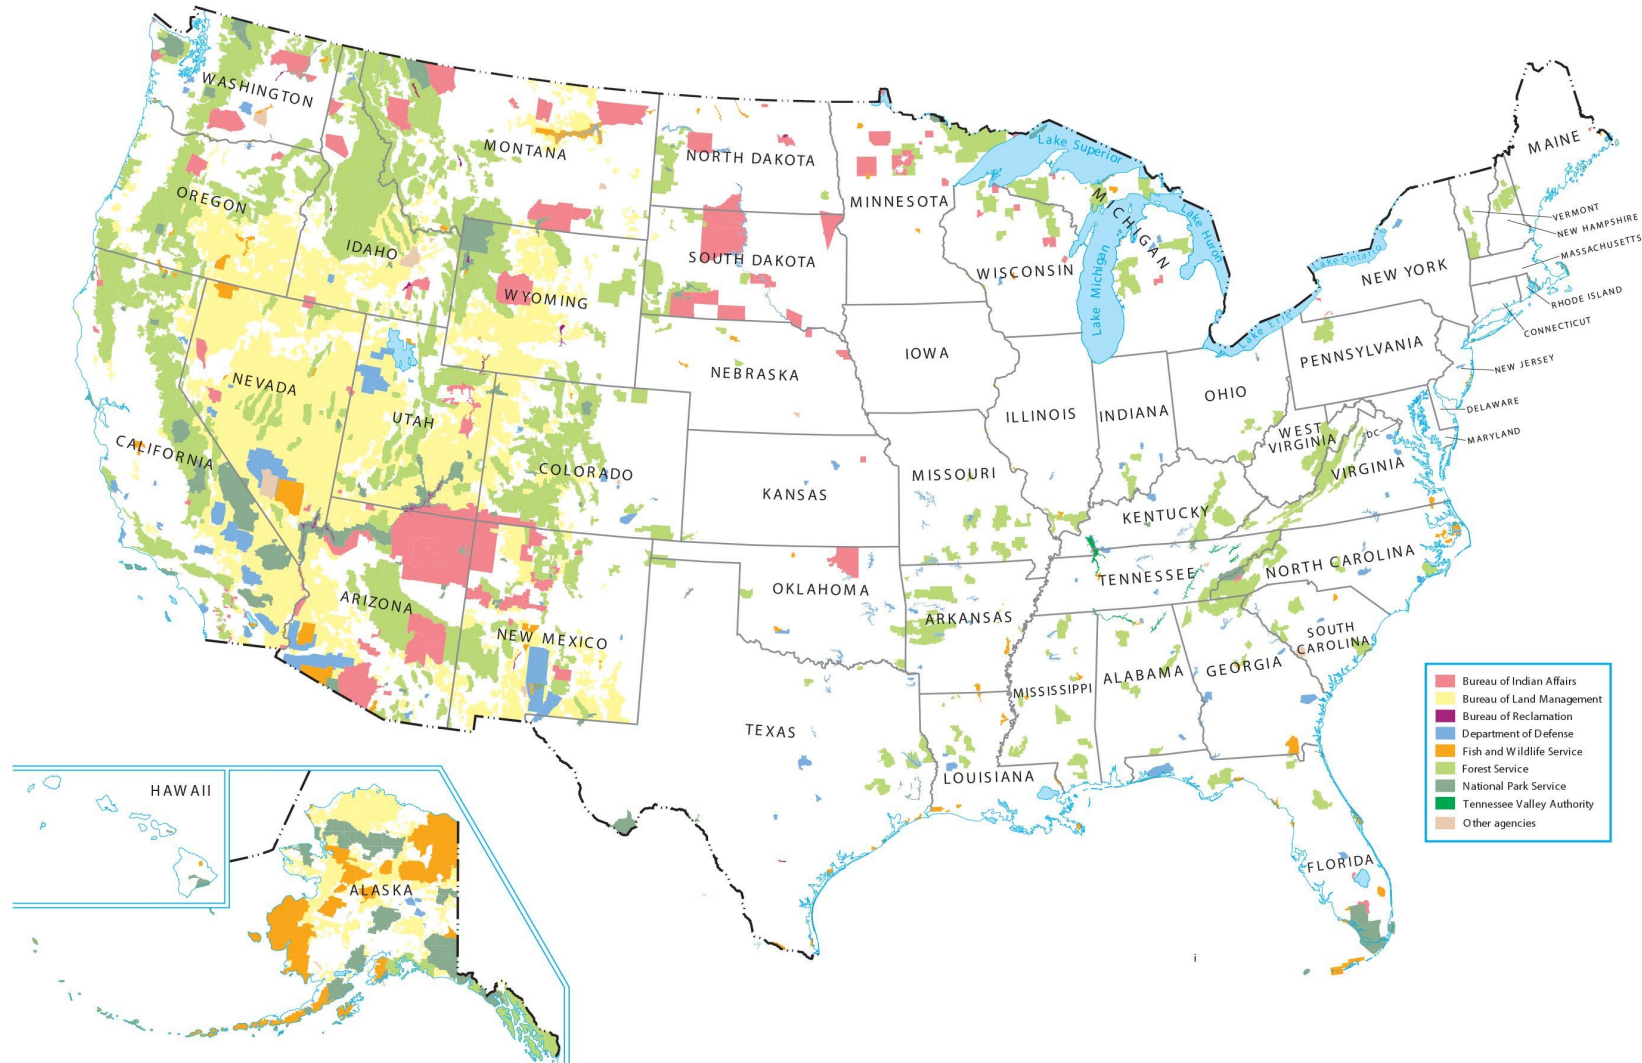 WASHINGTON
MONTANA
NORTH DAKOTA
MINNESOTA
Lake Superior
MAINE
OREGON
IDAHO
SOUTH DAKOTA
WISCONSIN
MICHIGAN
Lake Michigan
Lake Huron
Lake Ontario
Lake Erie
NEW YORK
VERMONT
NEW HAMPSHIRE
MASSACHUSETTS
RHODE ISLAND
CONNECTICUT
WYOMING
IOWA
PENNSYLVANIA
NEW JERSEY
NEVADA
UTAH
NEBRASKA
ILLINOIS
INDIANA
OHIO
DELAWARE
MARYLAND
DC
WEST
VIRGINIA
VIRGINIA
CALIFORNIA
COLORADO
KANSAS
MISSOURI
KENTUCKY
ARIZONA
NEW MEXICO
OKLAHOMA
ARKANSAS
TENNESSEE
NORTH CAROLINA
SOUTH
CAROLINA
TEXAS
LOUISIANA
MISSISSIPPI
ALABAMA
GEORGIA
FLORIDA
HAWAII
P
ALASKA
i
Bureau of Indian Affairs
Bureau of Land Management
Bureau of Reclamation
Department of Defense
Fish and Wildlife Service
Forest Service
National Park Service
Tennessee Valley Authority
Other agencies